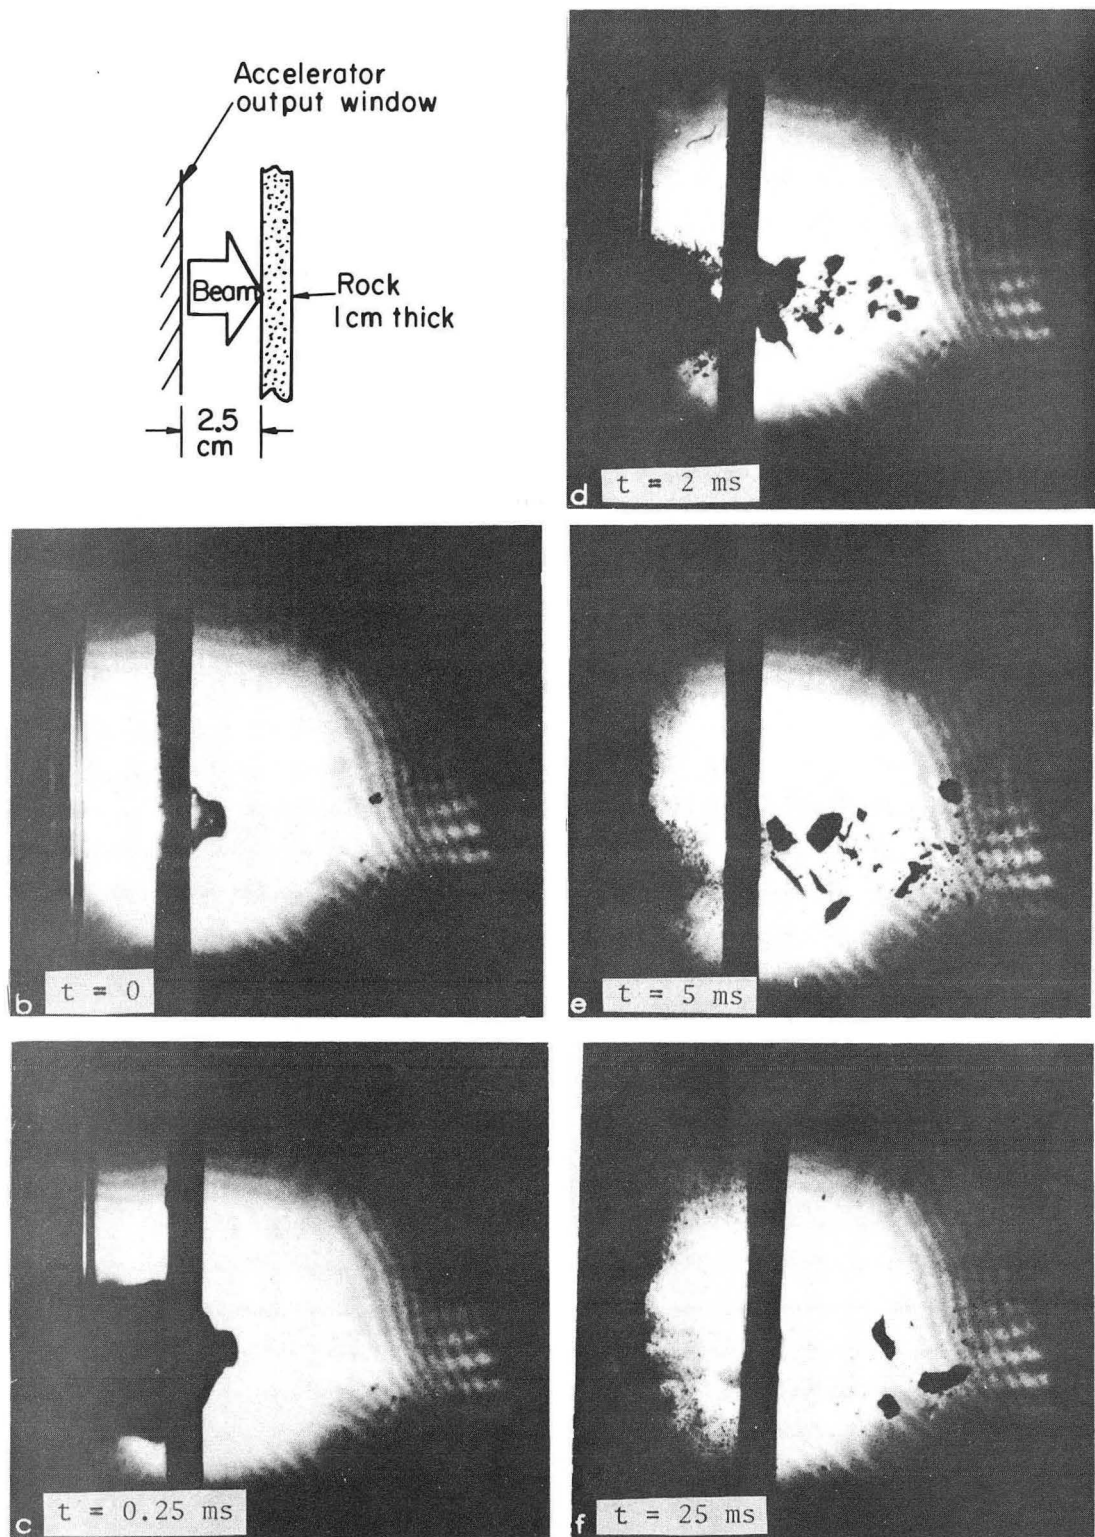 Accelerator
output window
Beam
Rock
1cm thick
2.5
cm
b
t = 0
c
t = 0.25 ms
d
t = 2 ms
e
t = 5 ms
f
t = 25 ms